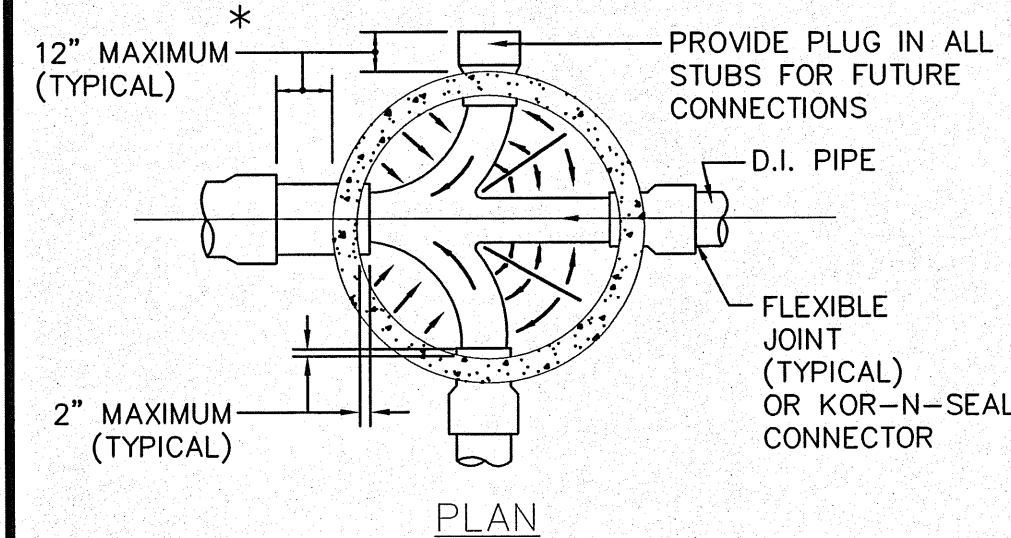 *
12" MAXIMUM
(TYPICAL)
PROVIDE PLUG IN ALL
STUBS FOR FUTURE
CONNECTIONS
D.I. PIPE
FLEXIBLE
JOINT
(TYPICAL)
OR KOR-N-SEAL
CONNECTOR
2" MAXIMUM
(TYPICAL)
PLAN